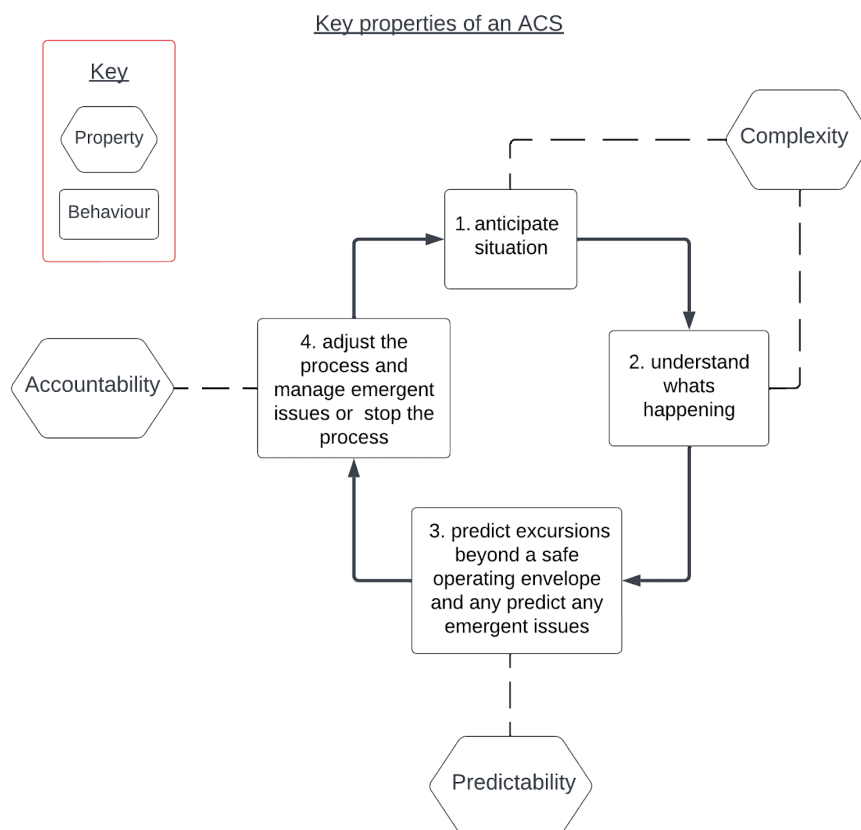 Key properties of an ACS
Key
Property
Behaviour
Complexity
1. anticipate
situation
2. understand
whats
happening
3. predict excursions
beyond a safe
operating envelope
and any predict any
emergent issues
4. adjust the
process and
manage emergent
issues or  stop the
process
Accountability
Predictability